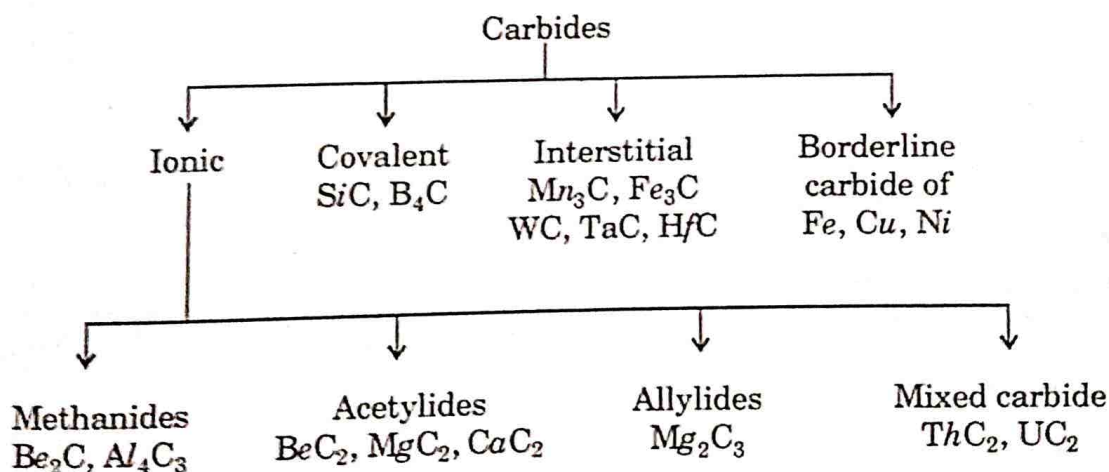 Carbides
Ionic
Covalent
SiC, B₄C
Interstitial
Mn₃C, Fe₃C
WC, TaC, HfC
Borderline
carbide of
Fe, Cu, Ni
Methanides
Be₂C, Al₄C₃
Acetylides
BeC₂, MgC₂, CaC₂
Allylides
Mg₂C₃
Mixed carbide
ThC₂, UC₂